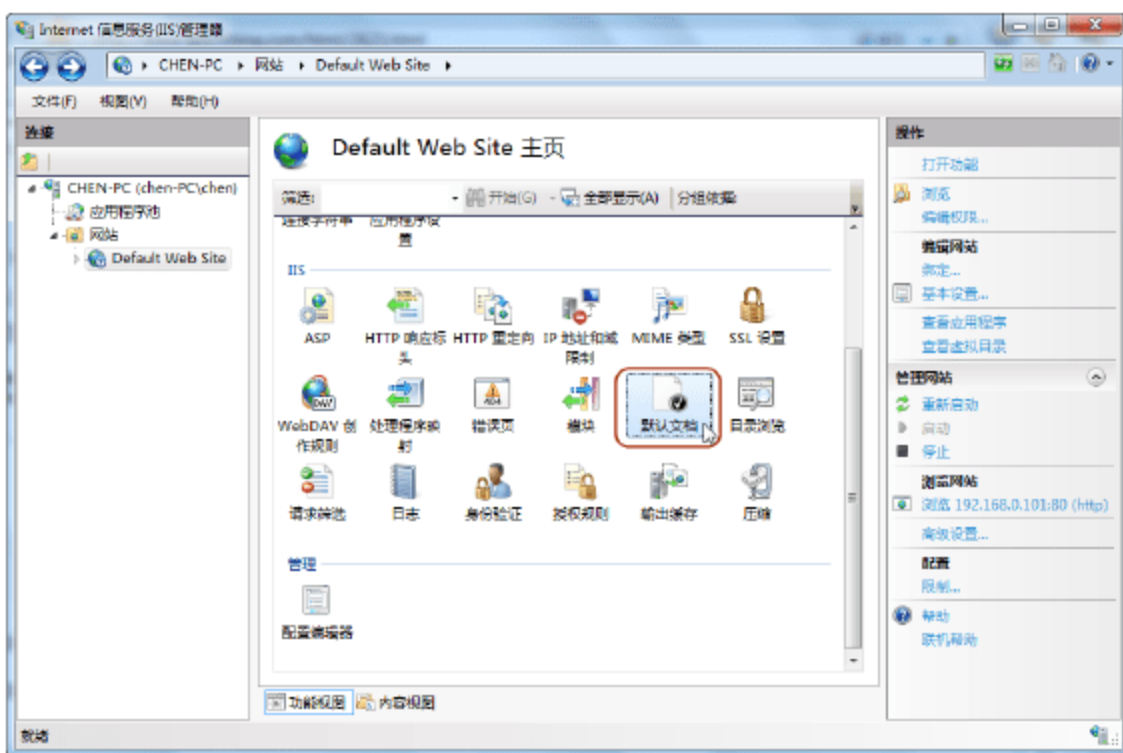 Internet 信息服务(IIS)管理器
CHEN-PC
网站
Default Web Site
文件(F) 视图(V) 帮助(H)
连接
CHEN-PC (chen-PC\chen)
应用程序池
网站
Default Web Site
Default Web Site 主页
筛选: 开始(G) 全部显示(A) 分组依据:
连接字符串 应用程序设
置
IIS
ASP HTTP 响应标 HTTP 重定向 IP 地址和域 MIME 类型 SSL 设置
头 限制
WebDAV 创 处理程序映 错误页 模块 默认文档 目录浏览
作规则 射
请求筛选 日志 身份验证 授权规则 输出缓存 压缩
管理
配置编辑器
功能视图 内容视图
就绪
操作
打开功能
浏览
编辑权限...
编辑网站
绑定...
基本设置...
查看应用程序
查看虚拟目录
管理网站
重新启动
启动
停止
浏览网站
浏览 192.168.0.101:80 (http)
高级设置...
配置
限制...
帮助
联机帮助